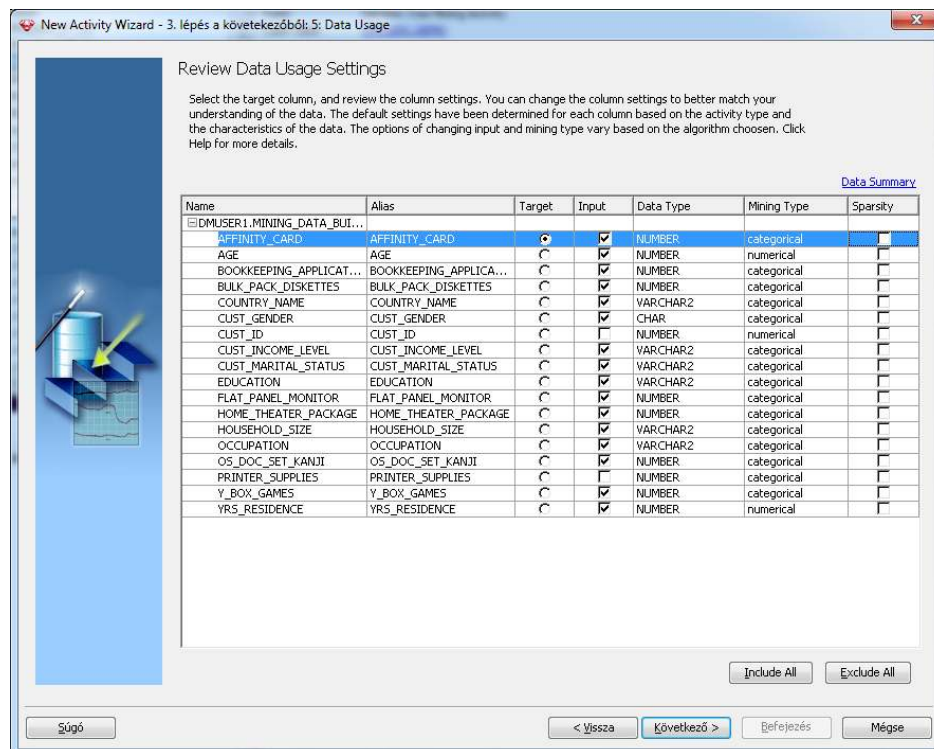 New Activity Wizard - 3. lépés a követekezőből: 5: Data Usage
Review Data Usage Settings
Select the target column, and review the column settings. You can change the column settings to better match your
understanding of the data. The default settings have been determined for each column based on the activity type and
the characteristics of the data. The options of changing input and mining type vary based on the algorithm choosen. Click
Help for more details.
Data Summary
Name Alias Target Input Data Type Mining Type Sparsity
DMUSER1.MINING_DATA_BUI...
AFFINITY_CARD AFFINITY_CARD NUMBER categorical
AGE AGE NUMBER numerical
BOOKKEEPING_APPLICAT... BOOKKEEPING_APPLICA... NUMBER categorical
BULK_PACK_DISKETTES BULK_PACK_DISKETTES NUMBER categorical
COUNTRY_NAME COUNTRY_NAME VARCHAR2 categorical
CUST_GENDER CUST_GENDER CHAR categorical
CUST_ID CUST_ID NUMBER numerical
CUST_INCOME_LEVEL CUST_INCOME_LEVEL VARCHAR2 categorical
CUST_MARITAL_STATUS CUST_MARITAL_STATUS VARCHAR2 categorical
EDUCATION EDUCATION VARCHAR2 categorical
FLAT_PANEL_MONITOR FLAT_PANEL_MONITOR NUMBER categorical
HOME_THEATER_PACKAGE HOME_THEATER_PACKAGE NUMBER categorical
HOUSEHOLD_SIZE HOUSEHOLD_SIZE VARCHAR2 categorical
OCCUPATION OCCUPATION VARCHAR2 categorical
OS_DOC_SET_KANJI OS_DOC_SET_KANJI NUMBER categorical
PRINTER_SUPPLIES PRINTER_SUPPLIES NUMBER categorical
Y_BOX_GAMES Y_BOX_GAMES NUMBER categorical
YRS_RESIDENCE YRS_RESIDENCE NUMBER numerical
Include All Exclude All
Súgó < Vissza Következő > Befejezés Mégse